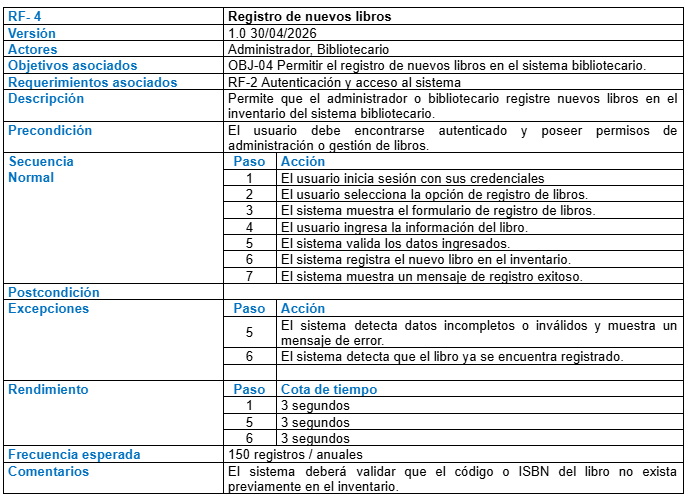 RF- 4 Registro de nuevos libros
Versión 1.0 30/04/2026
Actores Administrador, Bibliotecario
Objetivos asociados OBJ-04 Permitir el registro de nuevos libros en el sistema bibliotecario.
Requerimientos asociados RF-2 Autenticación y acceso al sistema
Descripción Permite que el administrador o bibliotecario registre nuevos libros en el
inventario del sistema bibliotecario.
Precondición El usuario debe encontrarse autenticado y poseer permisos de
administración o gestión de libros.
Secuencia Paso Acción
Normal 1 El usuario inicia sesión con sus credenciales
2 El usuario selecciona la opción de registro de libros.
3 El sistema muestra el formulario de registro de libros.
4 El usuario ingresa la información del libro.
5 El sistema valida los datos ingresados.
6 El sistema registra el nuevo libro en el inventario.
7 El sistema muestra un mensaje de registro exitoso.
Postcondición
Excepciones Paso Acción
5 El sistema detecta datos incompletos o inválidos y muestra un
mensaje de error.
6 El sistema detecta que el libro ya se encuentra registrado.
Rendimiento Paso Cota de tiempo
1 3 segundos
5 3 segundos
6 3 segundos
Frecuencia esperada 150 registros / anuales
Comentarios El sistema deberá validar que el código o ISBN del libro no exista
previamente en el inventario.